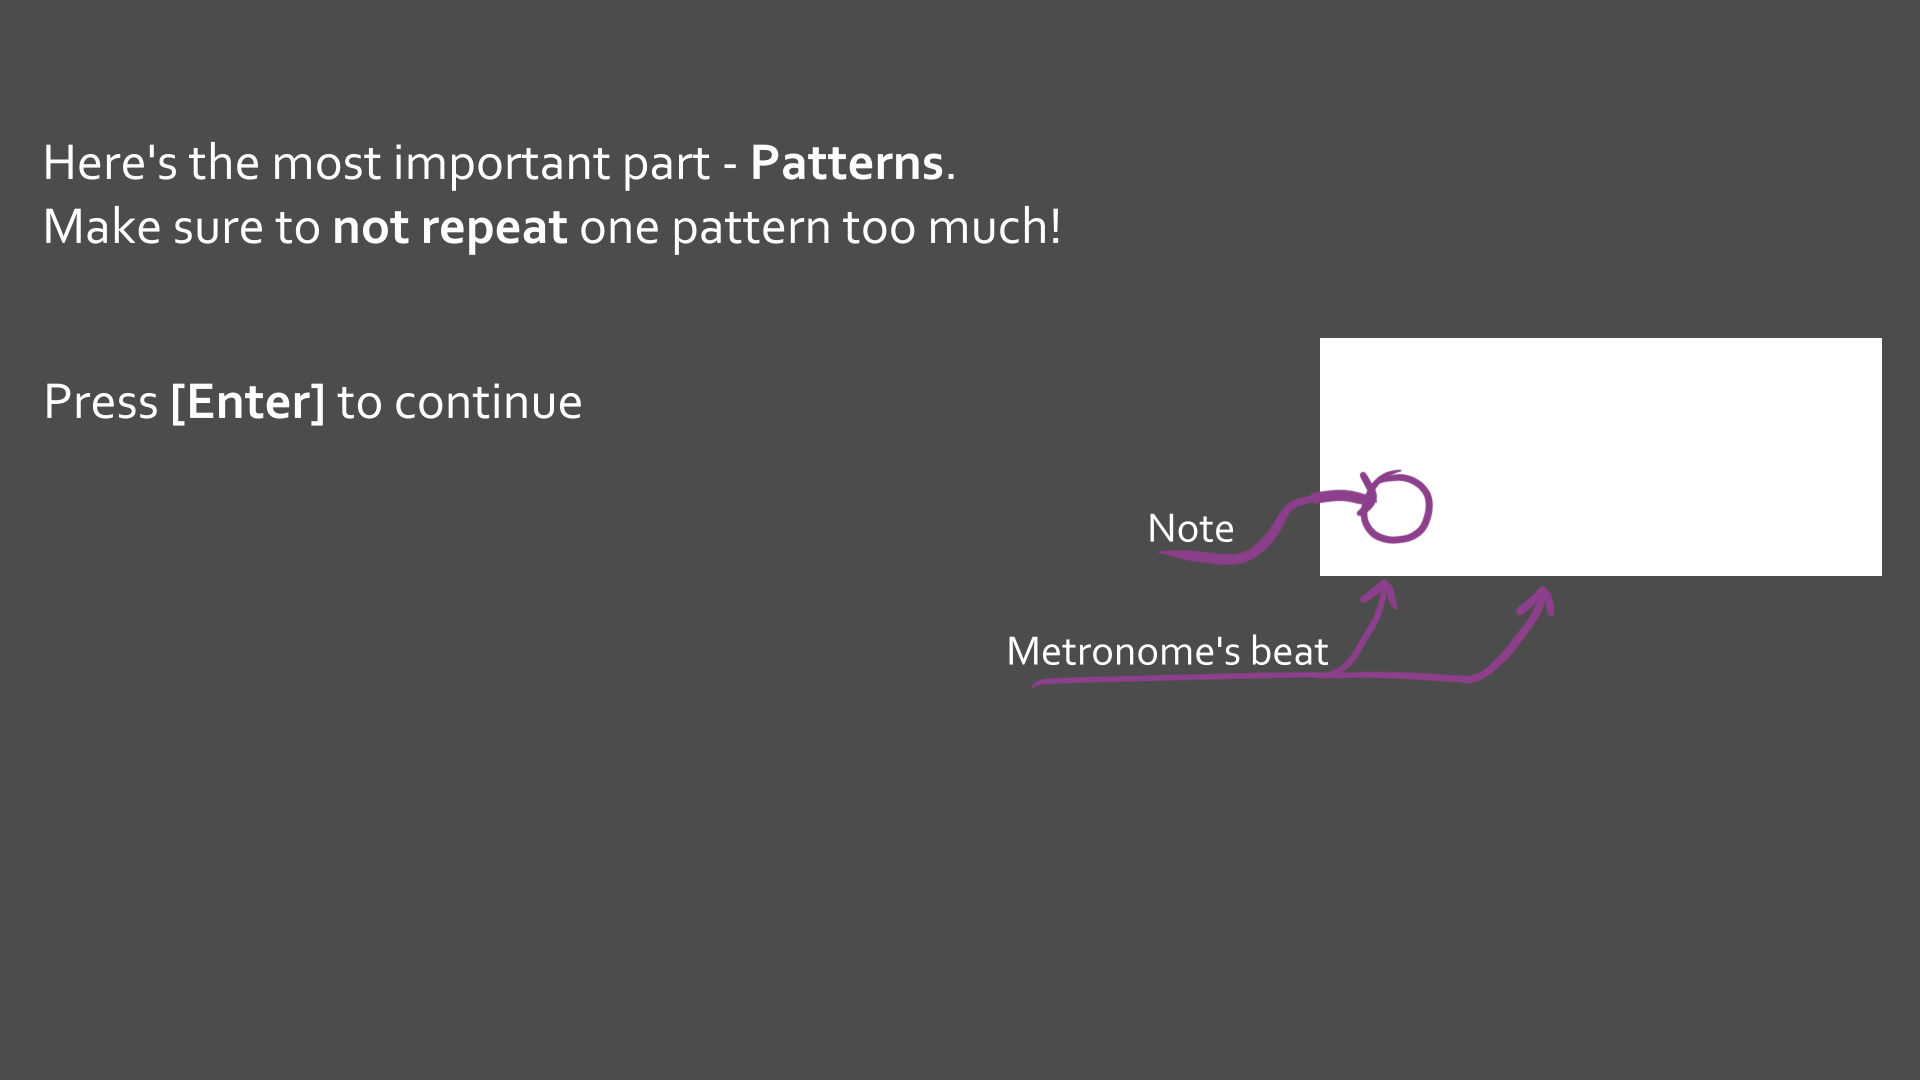 Here's the most important part - Patterns.
Make sure to not repeat one pattern too much!
Press [Enter] to continue
Note
Metronome's beat